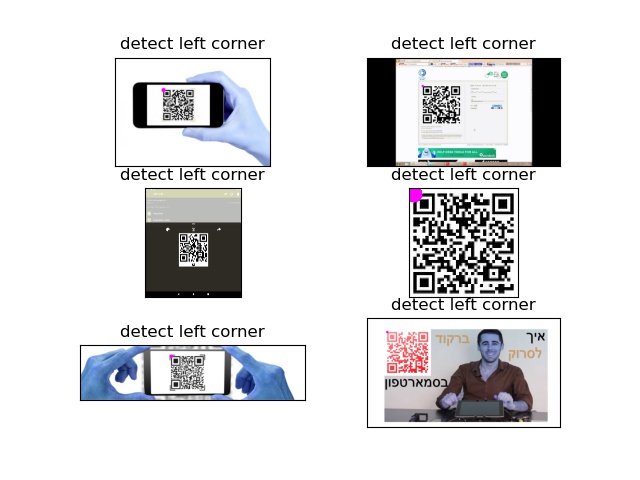 detect left corner
detect left corner
detect left corner
detect left corner
detect left corner
detect left corner
איך
ברקוד
לסרוק
בסמארטפון